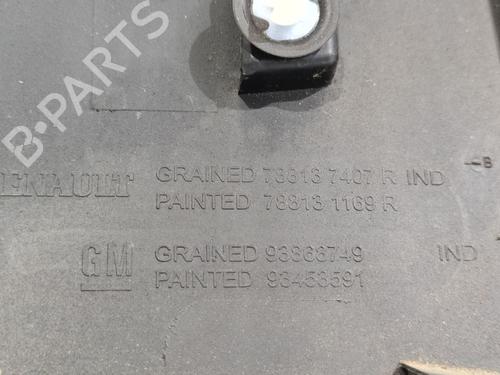 B-PARTS
RENAULT GRAINED 78813 7407 R IND
PAINTED 78813 1169 R
GM GRAINED 93868749 IND
PAINTED 93453591
B